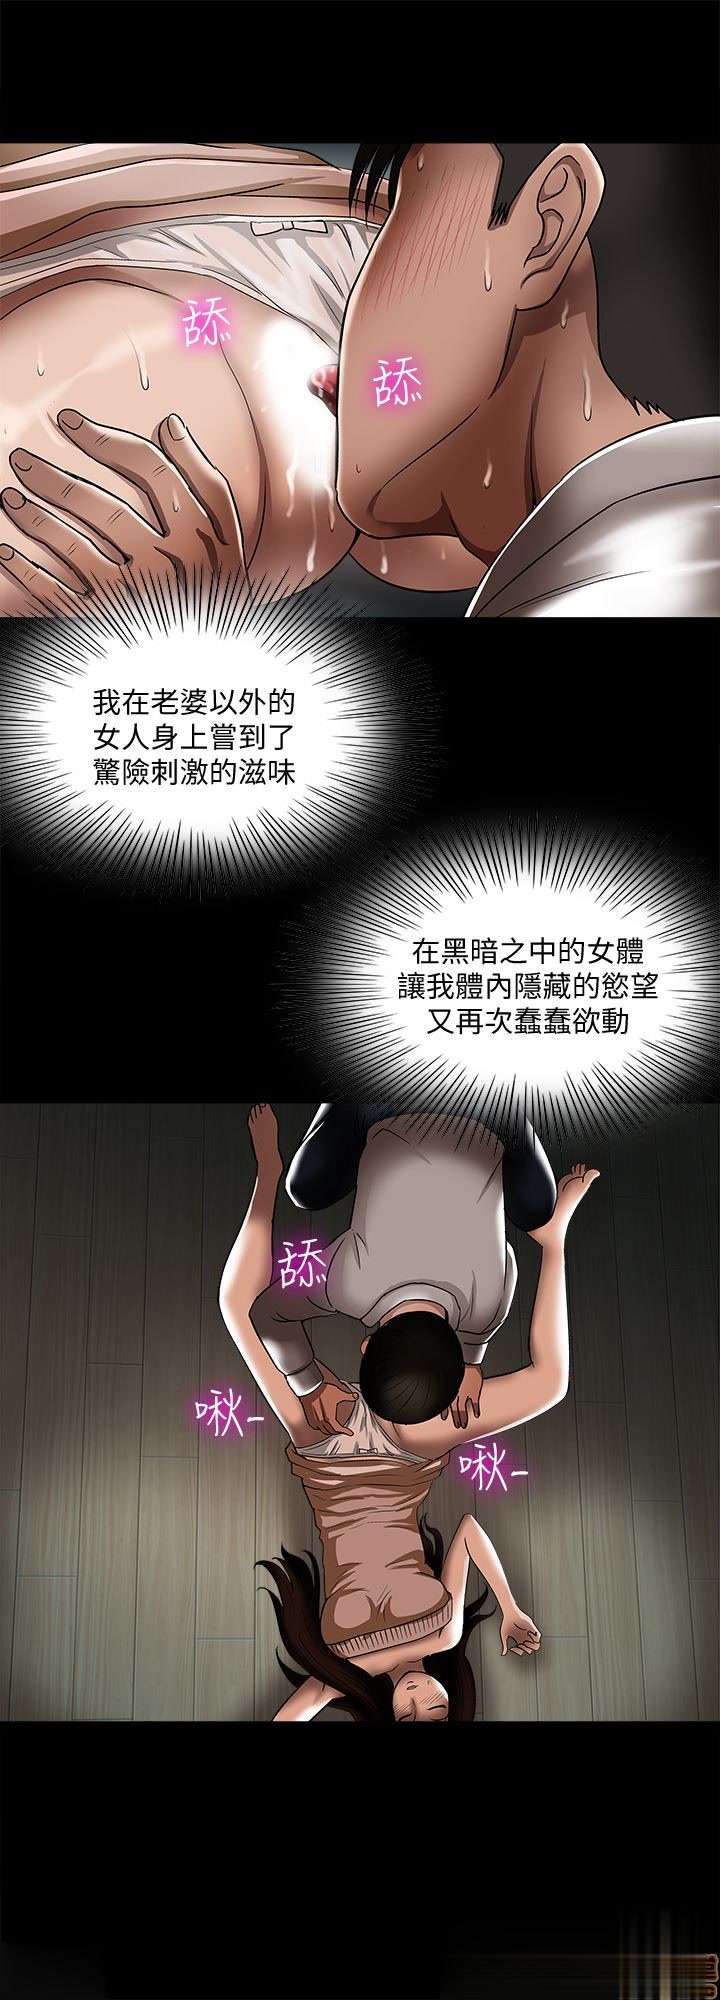 舔
舔
我在老婆以外的
女人身上嘗到了
驚險刺激的滋味
在黑暗之中的女體
讓我體內隱藏的慾望
又再次蠢蠢欲動
舔
啾-
啾-